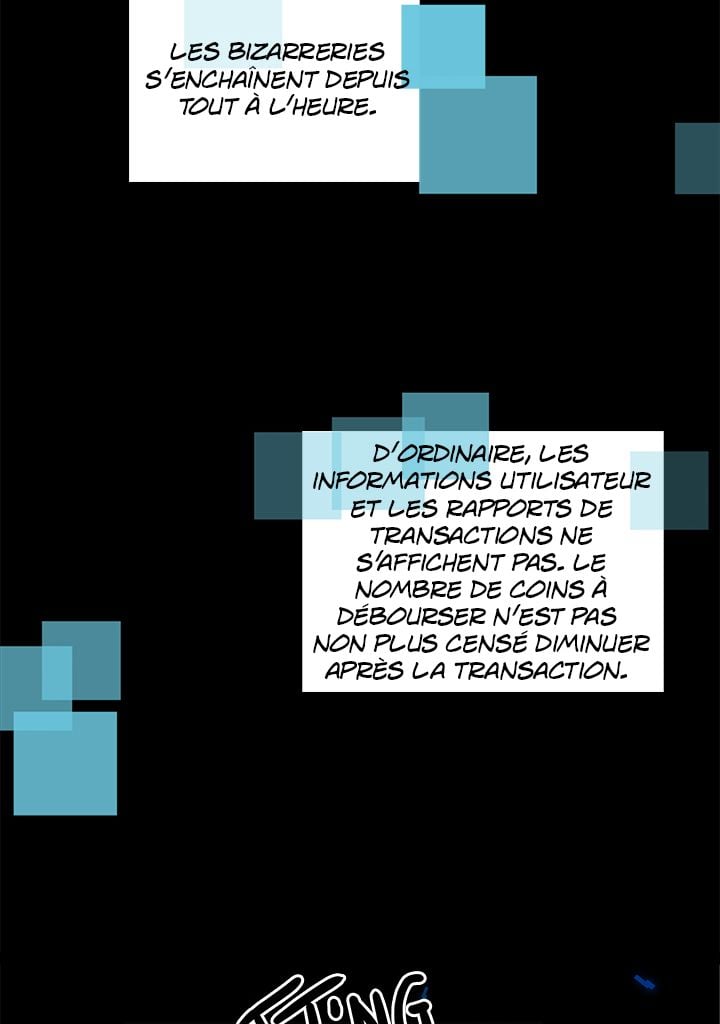 LES BIZARRERIES
S'ENCHAÎNENT DEPUIS
TOUT À L'HEURE.
D'ORDINAIRE, LES
INFORMATIONS UTILISATEUR
ET LES RAPPORTS DE
TRANSACTIONS NE
S'AFFICHENT PAS. LE
NOMBRE DE COINS À
DÉBOURSER N'EST PAS
NON PLUS CENSÉ DIMINUER
APRÈS LA TRANSACTION.